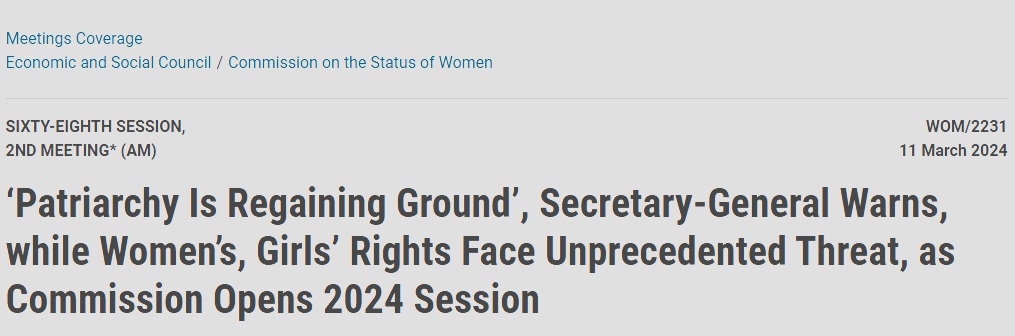 Meetings Coverage
Economic and Social Council / Commission on the Status of Women
SIXTY-EIGHTH SESSION,
2ND MEETING* (AM)
WOM/2231
11 March 2024
‘Patriarchy Is Regaining Ground’, Secretary-General Warns,
while Women’s, Girls’ Rights Face Unprecedented Threat, as
Commission Opens 2024 Session